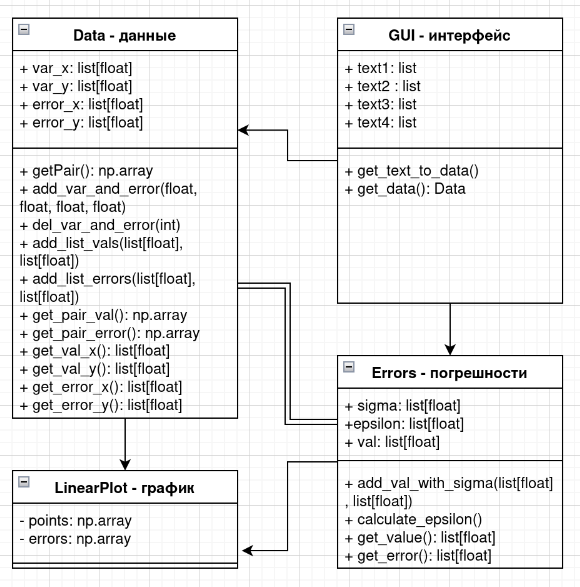 Data - данные
+ var_x: list[float]
+ var_y: list[float]
+ error_x: list[float]
+ error_y: list[float]
+ getPair(): np.array
+ add_var_and_error(float,
float, float, float)
+ del_var_and_error(int)
+ add_list_vals(list[float],
list[float])
+ add_list_errors(list[float],
list[float])
+ get_pair_val(): np.array
+ get_pair_error(): np.array
+ get_val_x(): list[float]
+ get_val_y(): list[float]
+ get_error_x(): list[float]
+ get_error_y(): list[float]
GUI - интерфейс
+ text1: list
+ text2 : list
+ text3: list
+ text4: list
+ get_text_to_data()
+ get_data(): Data
Errors - погрешности
+ sigma: list[float]
+epsilon: list[float]
+ val: list[float]
+ add_val_with_sigma(list[float]
, list[float])
+ calculate_epsilon()
+ get_value(): list[float]
+ get_error(): list[float]
LinearPlot - график
- points: np.array
- errors: np.array